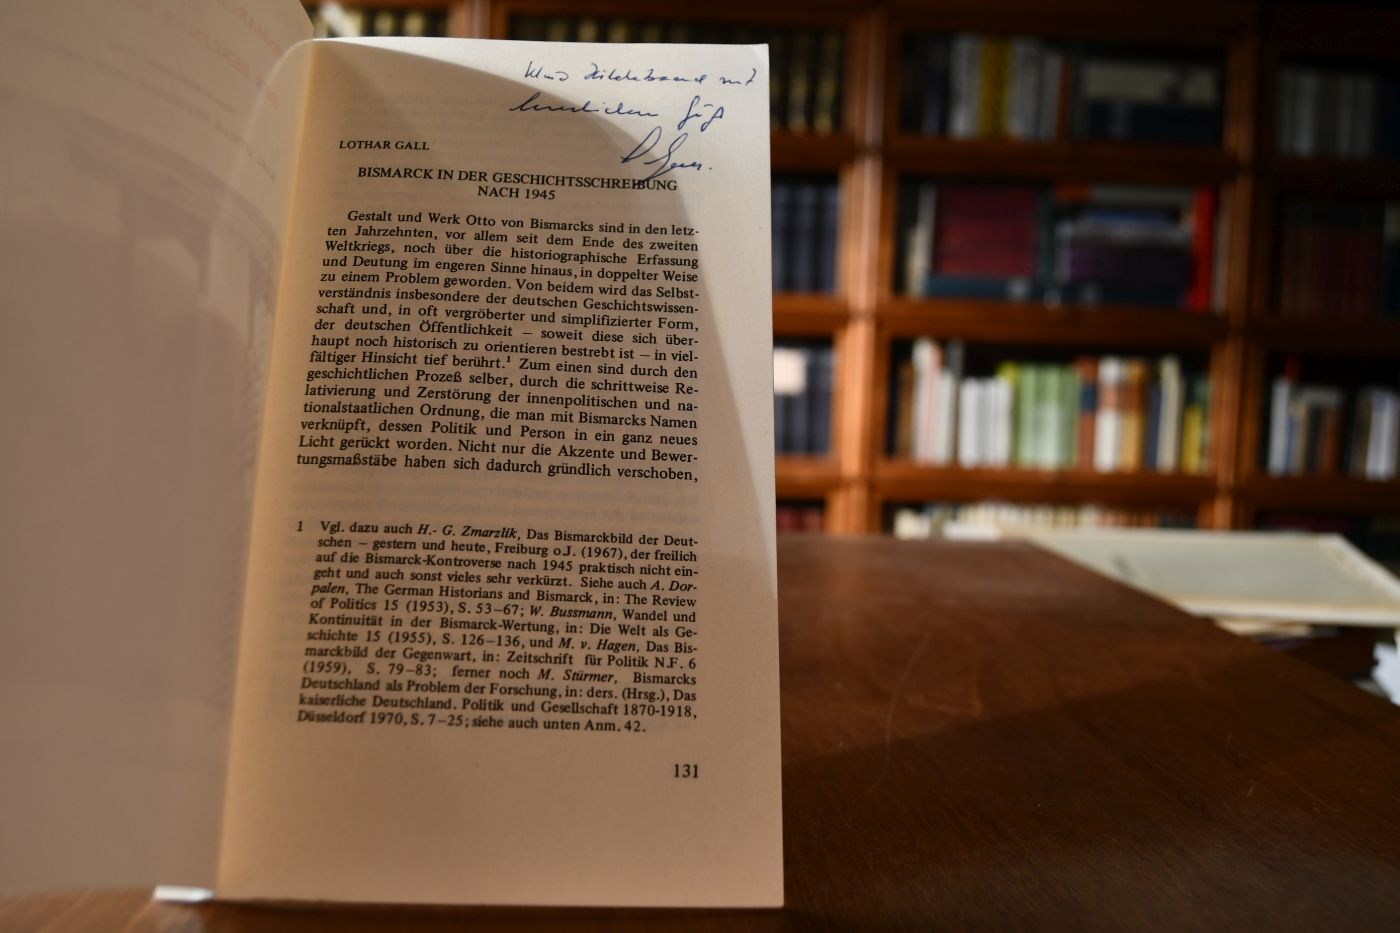 Klaus Hildebrand mit
herzlichem Gruß
L Gall.
LOTHAR GALL
BISMARCK IN DER GESCHICHTSSCHREIBUNG
NACH 1945
Gestalt und Werk Otto von Bismarcks sind in den letz-
ten Jahrzehnten, vor allem seit dem Ende des zweiten
Weltkriegs, noch über die historiographische Erfassung
und Deutung im engeren Sinne hinaus, in doppelter Weise
zu einem Problem geworden. Von beidem wird das Selbst-
verständnis insbesondere der deutschen Geschichtswissen-
schaft und, in oft vergröberter und simplifizierter Form,
der deutschen Öffentlichkeit – soweit diese sich über-
haupt noch historisch zu orientieren bestrebt ist – in viel-
fältiger Hinsicht tief berührt.¹ Zum einen sind durch den
geschichtlichen Prozeß selber, durch die schrittweise Re-
lativierung und Zerstörung der innenpolitischen und na-
tionalstaatlichen Ordnung, die man mit Bismarcks Namen
verknüpft, dessen Politik und Person in ein ganz neues
Licht gerückt worden. Nicht nur die Akzente und Bewer-
tungsmaßstäbe haben sich dadurch gründlich verschoben,
1 Vgl. dazu auch H.- G. Zmarzlik, Das Bismarckbild der Deut-
schen – gestern und heute, Freiburg o.J. (1967), der freilich
auf die Bismarck-Kontroverse nach 1945 praktisch nicht ein-
geht und auch sonst vieles sehr verkürzt. Siehe auch A. Dor-
palen, The German Historians and Bismarck, in: The Review
of Politics 15 (1953), S. 53–67; W. Bussmann, Wandel und
Kontinuität in der Bismarck-Wertung, in: Die Welt als Ge-
schichte 15 (1955), S. 126–136, und M. v. Hagen, Das Bis-
marckbild der Gegenwart, in: Zeitschrift für Politik N.F. 6
(1959), S. 79–83; ferner noch M. Stürmer, Bismarcks
Deutschland als Problem der Forschung, in: ders. (Hrsg.), Das
kaiserliche Deutschland. Politik und Gesellschaft 1870-1918,
Düsseldorf 1970, S. 7–25; siehe auch unten Anm. 42.
131